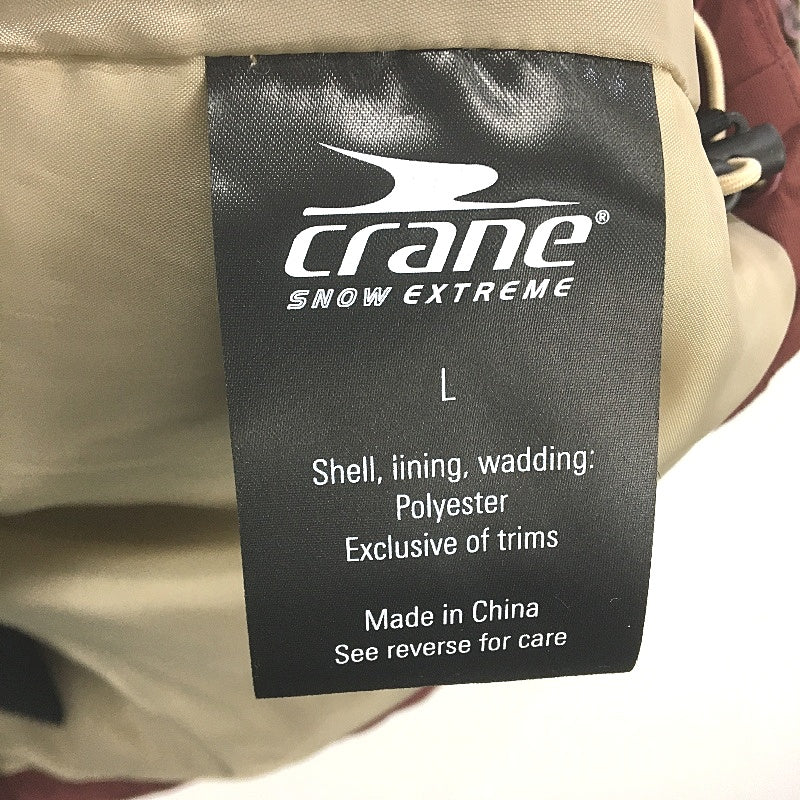 crane®
SNOW EXTREME
L
Shell, iining, wadding:
Polyester
Exclusive of trims
Made in China
See reverse for care